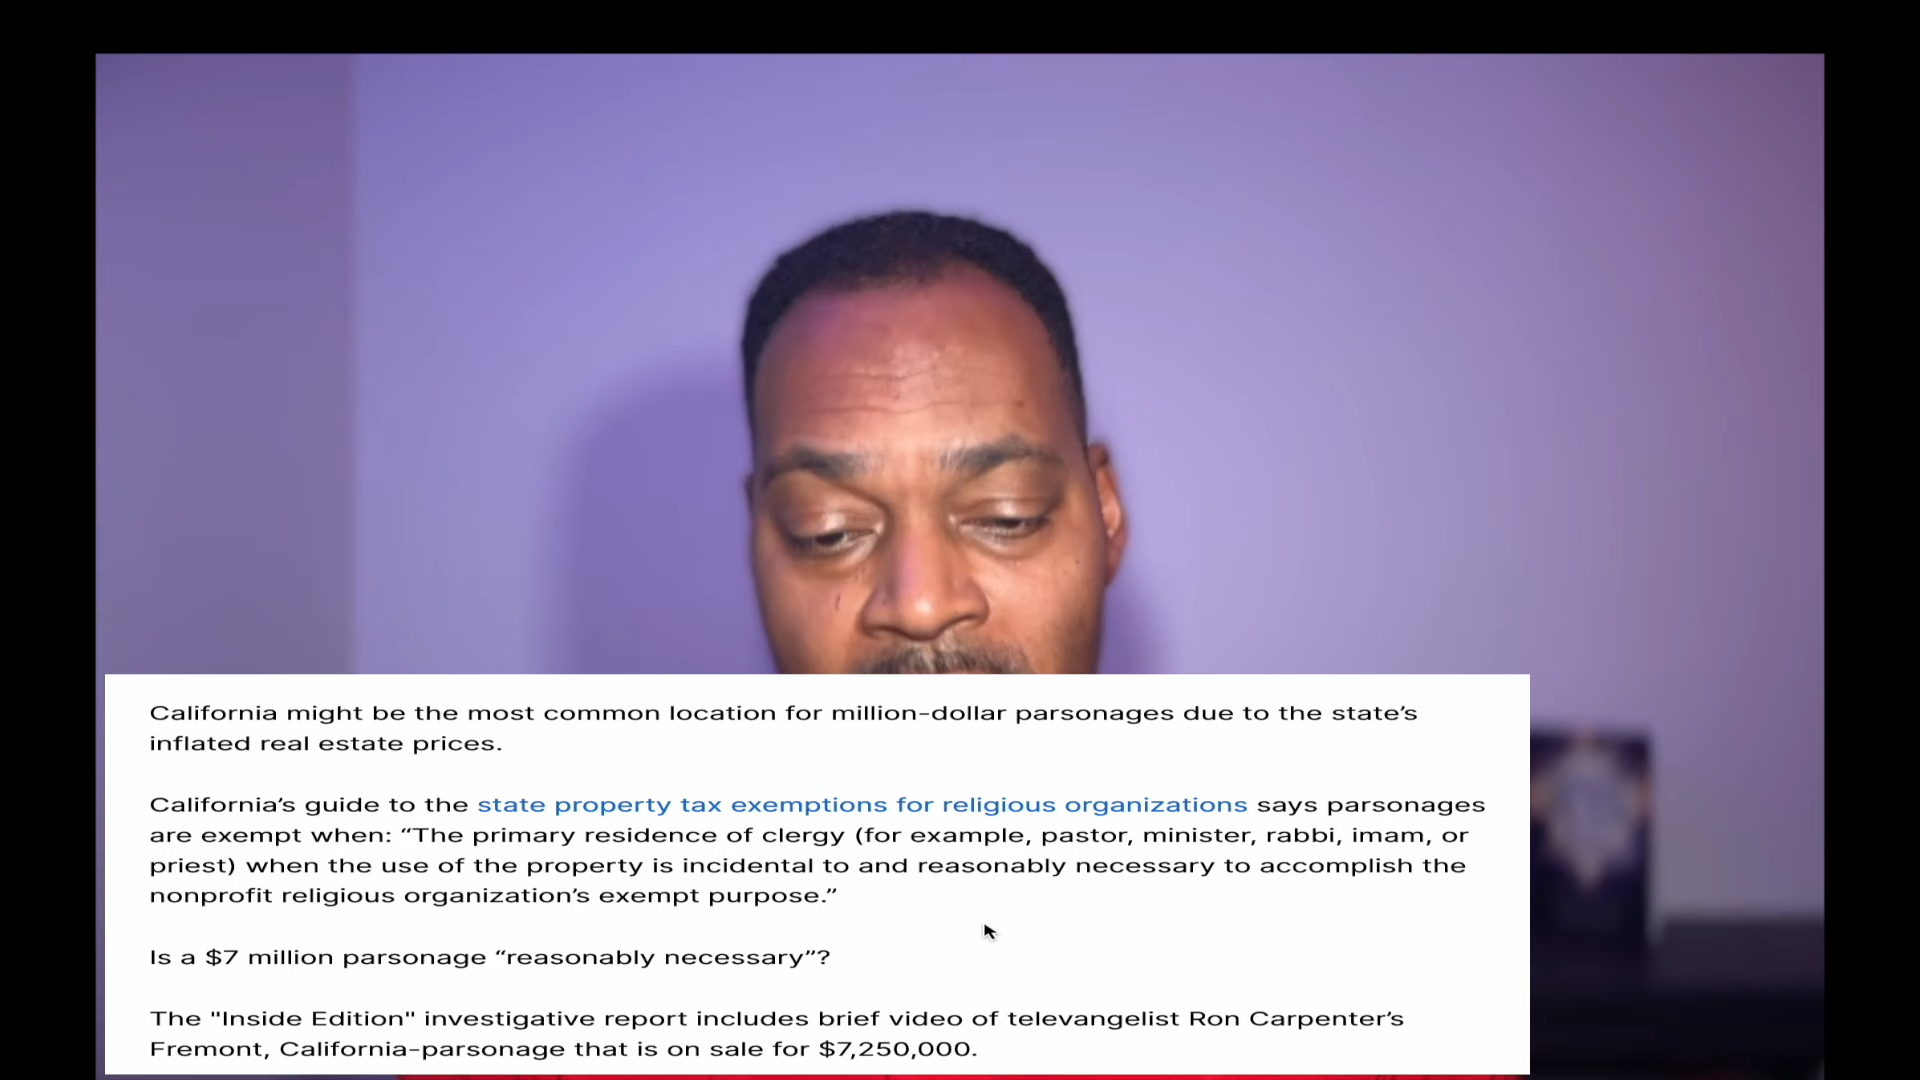 California might be the most common location for million-dollar parsonages due to the state’s
inflated real estate prices.
California’s guide to the state property tax exemptions for religious organizations says parsonages
are exempt when: “The primary residence of clergy (for example, pastor, minister, rabbi, imam, or
priest) when the use of the property is incidental to and reasonably necessary to accomplish the
nonprofit religious organization’s exempt purpose.”
Is a $7 million parsonage “reasonably necessary”?
The "Inside Edition" investigative report includes brief video of televangelist Ron Carpenter’s
Fremont, California-parsonage that is on sale for $7,250,000.